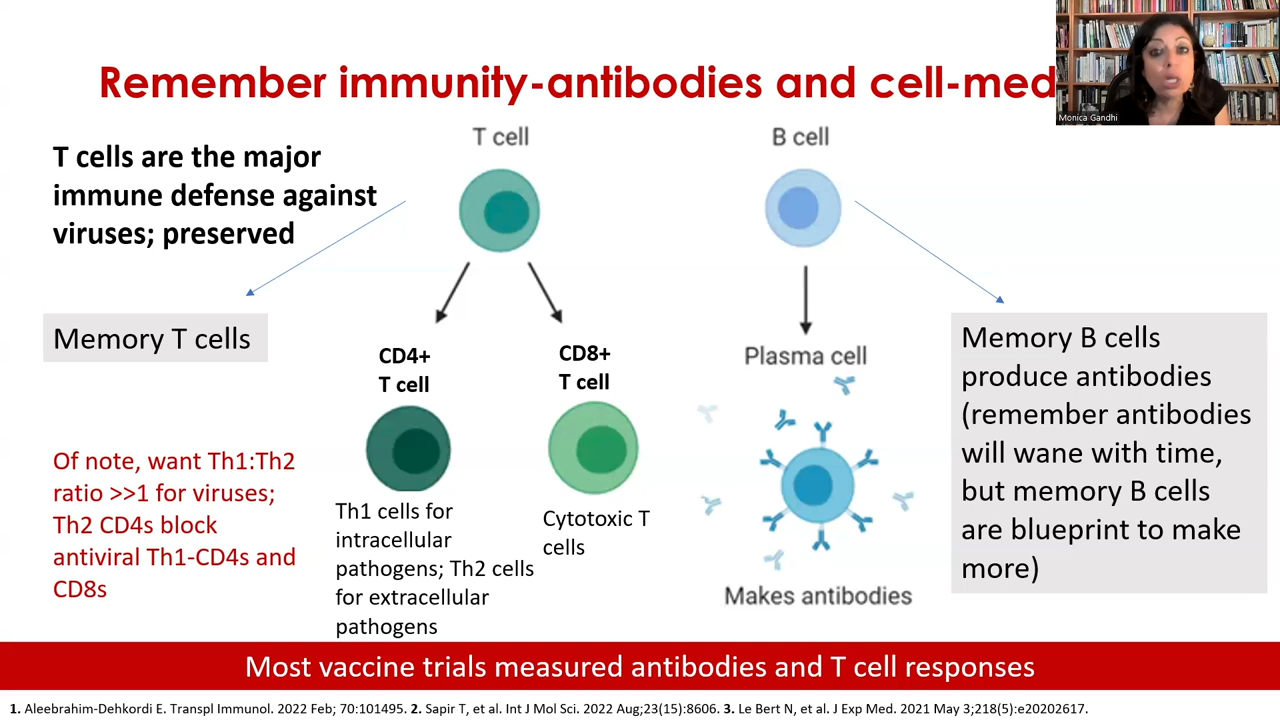 Remember immunity-antibodies and cell-med
Monica Gandhi
T cells are the major
immune defense against
viruses; preserved
T cell
B cell
Memory T cells
CD4+
T cell
CD8+
T cell
Plasma cell
Memory B cells
produce antibodies
(remember antibodies
will wane with time,
but memory B cells
are blueprint to make
more)
Of note, want Th1:Th2
ratio >>1 for viruses;
Th2 CD4s block
antiviral Th1-CD4s and
CD8s
Th1 cells for
intracellular
pathogens; Th2 cells
for extracellular
pathogens
Cytotoxic T
cells
Makes antibodies
Most vaccine trials measured antibodies and T cell responses
1. Aleebrahim-Dehkordi E. Transpl Immunol. 2022 Feb; 70:101495. 2. Sapir T, et al. Int J Mol Sci. 2022 Aug;23(15):8606. 3. Le Bert N, et al. J Exp Med. 2021 May 3;218(5):e20202617.